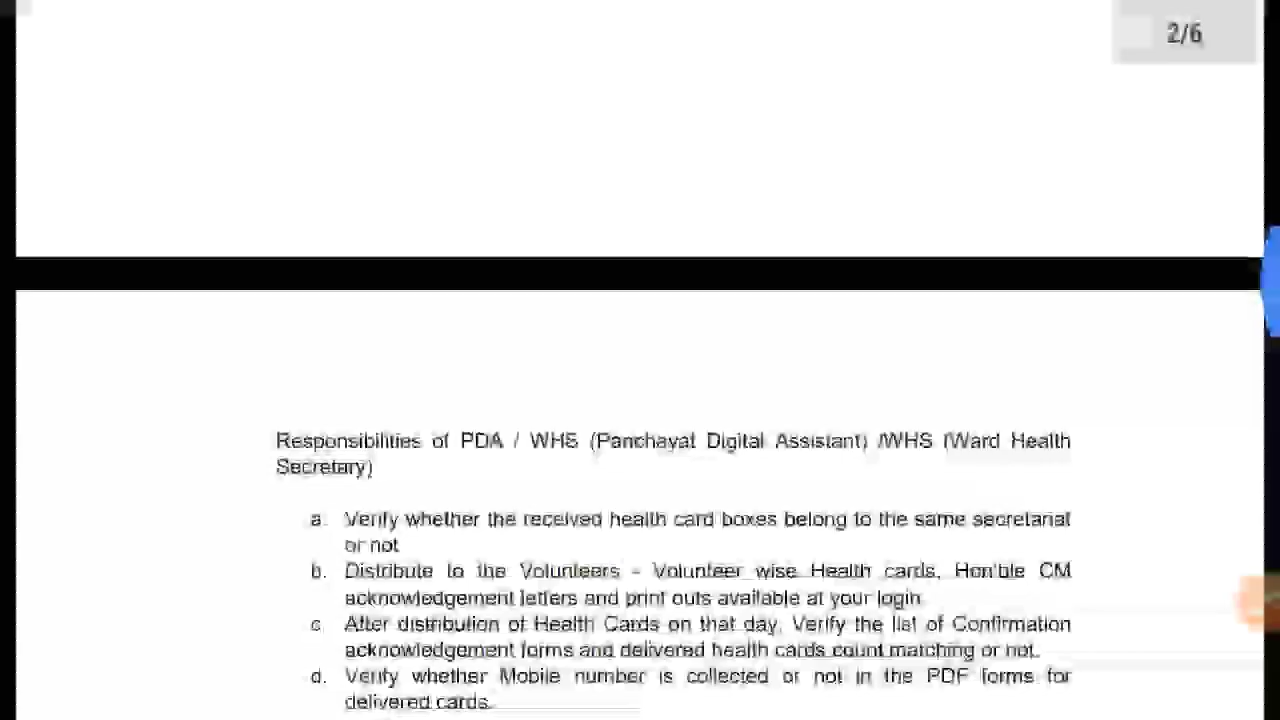 2/6
Responsibilities of PDA / WHS (Panchayat Digital Assistant) /WHS (Ward Health
Secretary)
a. Verify whether the received health card boxes belong to the same secretariat
or not
b. Distribute to the Volunteers - Volunteer wise Health cards, Hon'ble CM
acknowledgement letters and print outs available at your login
c. After distribution of Health Cards on that day, Verify the list of Confirmation
acknowledgement forms and delivered health cards count matching or not.
d. Verify whether Mobile number is collected or not in the PDF forms for
delivered cards.